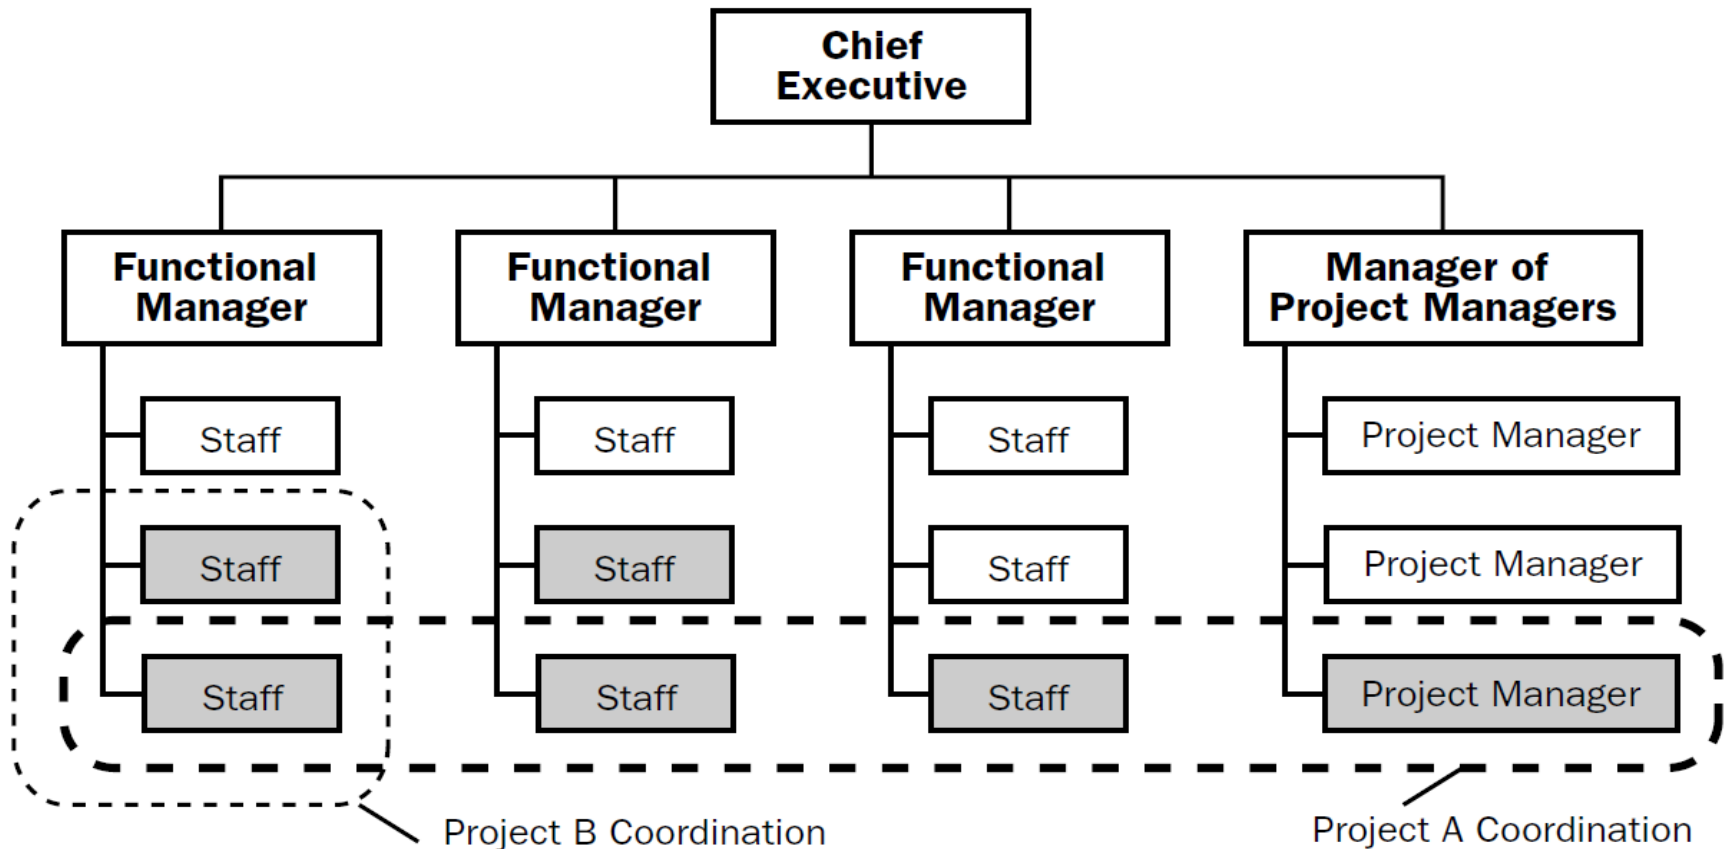 Chief
Executive
Functional
Manager
Functional
Manager
Functional
Manager
Manager of
Project Managers
Staff
Staff
Staff
Project Manager
Staff
Staff
Staff
Project Manager
Staff
Staff
Staff
Project Manager
Project B Coordination
Project A Coordination